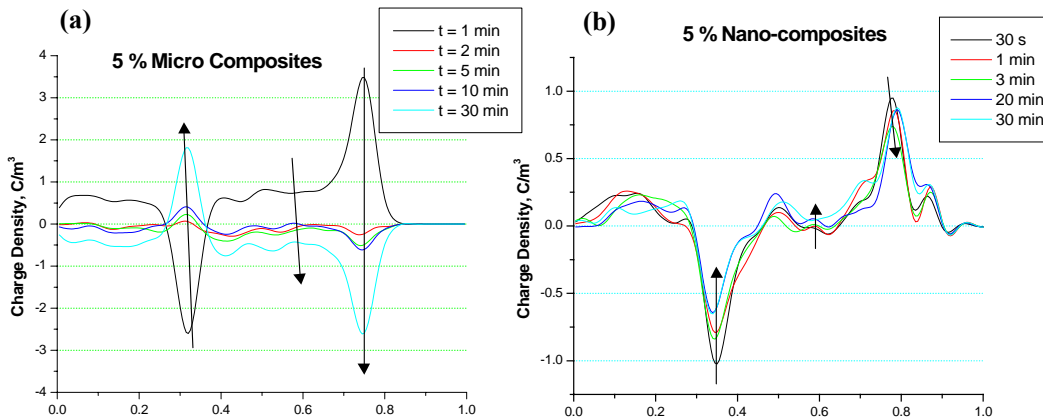 (a)
5 % Micro Composites
t = 1 min
t = 2 min
t = 5 min
t = 10 min
t = 30 min
Charge Density, C/m³
4
3
2
1
0
-1
-2
-3
-4
0.0 0.2 0.4 0.6 0.8 1.0
(b)
5 % Nano-composites
30 s
1 min
3 min
20 min
30 min
Charge Density, C/m³
1.0
0.5
0.0
-0.5
-1.0
0.0 0.2 0.4 0.6 0.8 1.0